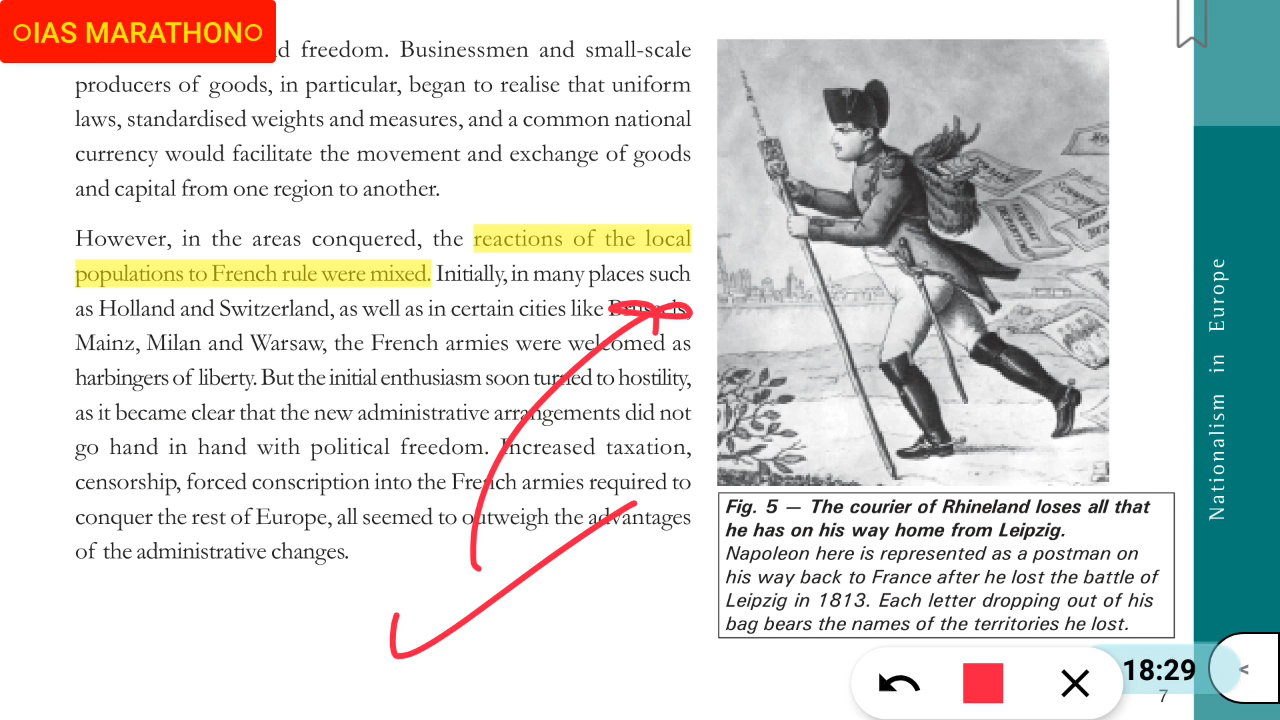 ○IAS MARATHON○
d freedom. Businessmen and small-scale
producers of goods, in particular, began to realise that uniform
laws, standardised weights and measures, and a common national
currency would facilitate the movement and exchange of goods
and capital from one region to another.
However, in the areas conquered, the reactions of the local
populations to French rule were mixed. Initially, in many places such
as Holland and Switzerland, as well as in certain cities like Brussels,
Mainz, Milan and Warsaw, the French armies were welcomed as
harbingers of liberty. But the initial enthusiasm soon turned to hostility,
as it became clear that the new administrative arrangements did not
go hand in hand with political freedom. Increased taxation,
censorship, forced conscription into the French armies required to
conquer the rest of Europe, all seemed to outweigh the advantages
of the administrative changes.
Fig. 5 — The courier of Rhineland loses all that
he has on his way home from Leipzig.
Napoleon here is represented as a postman on
his way back to France after he lost the battle of
Leipzig in 1813. Each letter dropping out of his
bag bears the names of the territories he lost.
Nationalism in Europe
18:29
7
<